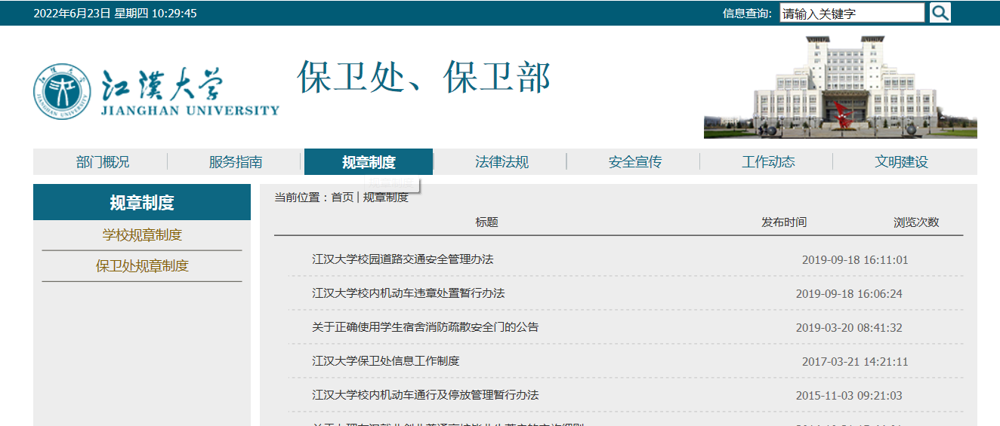 2022年6月23日 星期四 10:29:45
信息查询: 请输入关键字
江漢大学
JIANGHAN UNIVERSITY
保卫处、保卫部
部门概况 服务指南 规章制度 法律法规 安全宣传 工作动态 文明建设
规章制度
规章制度
学校规章制度
保卫处规章制度
当前位置：首页 | 规章制度
标题 发布时间 浏览次数
江汉大学校园道路交通安全管理办法 2019-09-18 16:11:01
江汉大学校内机动车违章处置暂行办法 2019-09-18 16:06:24
关于正确使用学生宿舍消防疏散安全门的公告 2019-03-20 08:41:32
江汉大学保卫处信息工作制度 2017-03-21 14:21:11
江汉大学校内机动车通行及停放管理暂行办法 2015-11-03 09:21:03